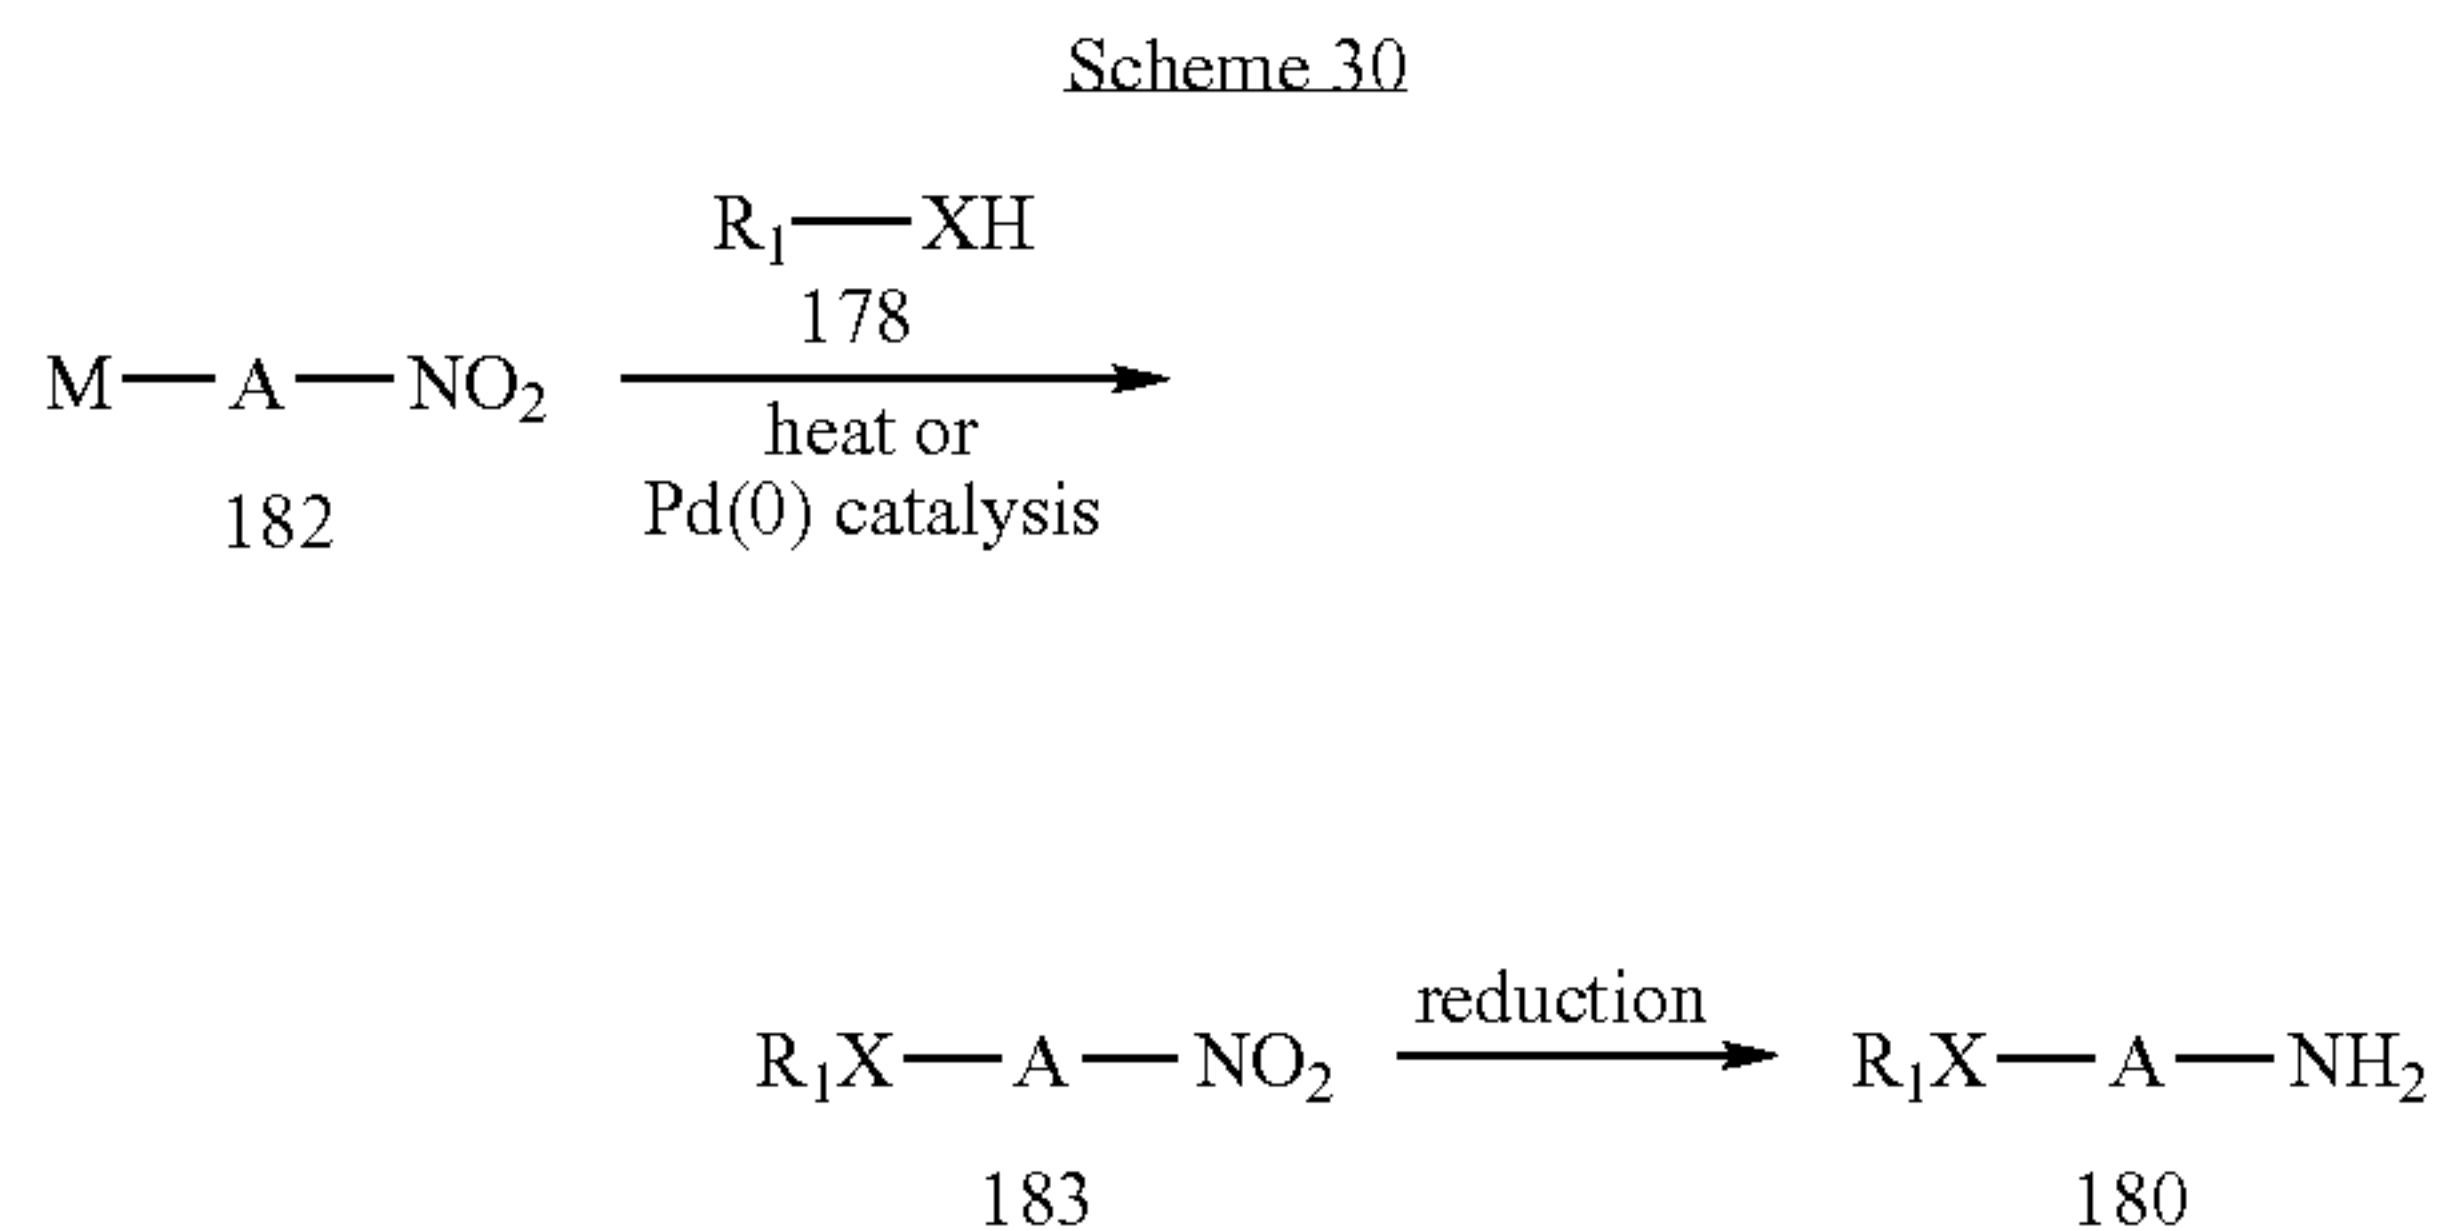 Scheme 30
R₁—XH
178
M—A—NO₂
heat or
182
Pd(0) catalysis
reduction
R₁X—A—NO₂
R₁X—A—NH₂
183
180